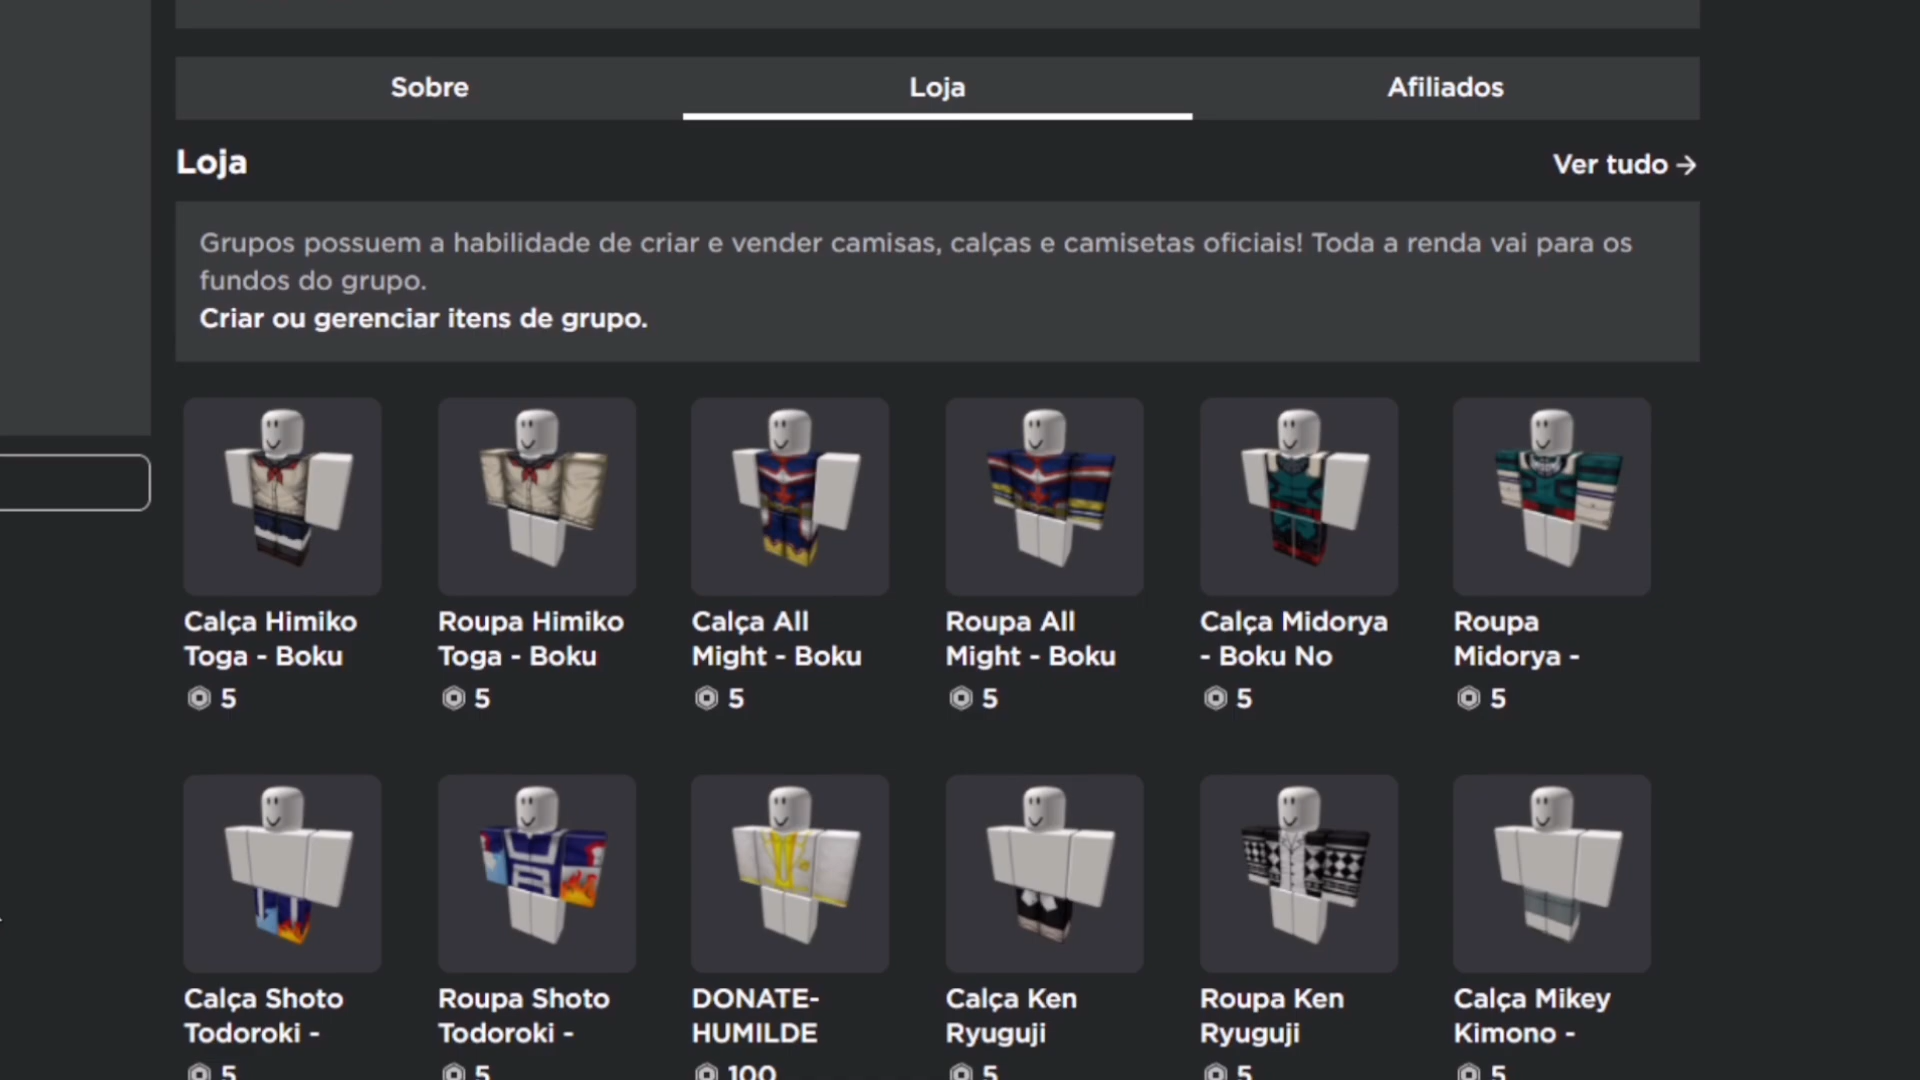 Sobre
Loja
Afiliados
Loja
Ver tudo
Grupos possuem a habilidade de criar e vender camisas, calças e camisetas oficiais! Toda a renda vai para os
fundos do grupo.
Criar ou gerenciar itens de grupo.
Calça Himiko
Toga - Boku
5
Roupa Himiko
Toga - Boku
5
Calça All
Might - Boku
5
Roupa All
Might - Boku
5
Calça Midorya
- Boku No
5
Roupa
Midorya -
5
Calça Shoto
Todoroki -
5
Roupa Shoto
Todoroki -
5
DONATE-
HUMILDE
100
Calça Ken
Ryuguji
5
Roupa Ken
Ryuguji
5
Calça Mikey
Kimono -
5